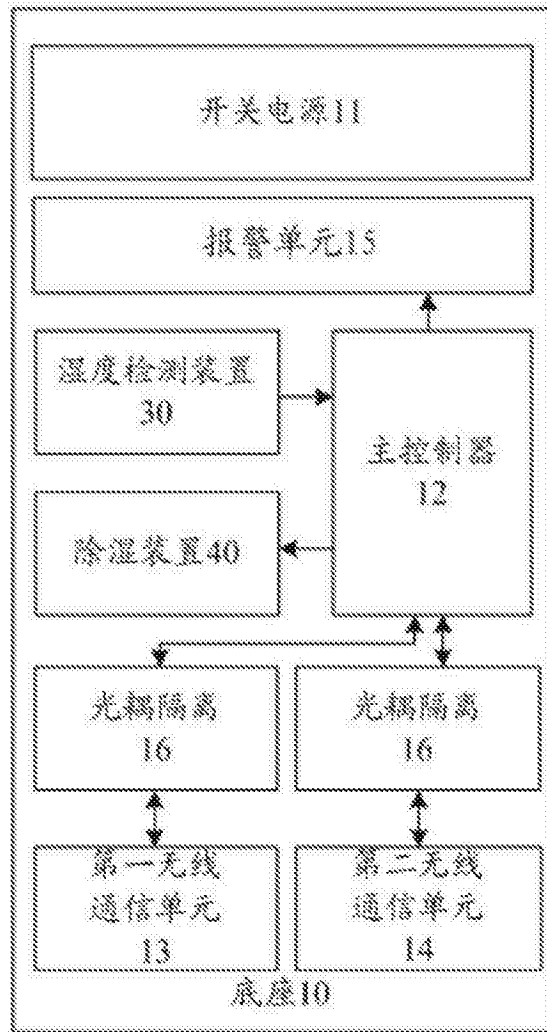 开关电源11
报警单元15
湿度检测装置
30
主控制器
12
除湿装置40
光耦隔离
16
光耦隔离
16
第一无线
通信单元
13
第二无线
通信单元
14
底座10